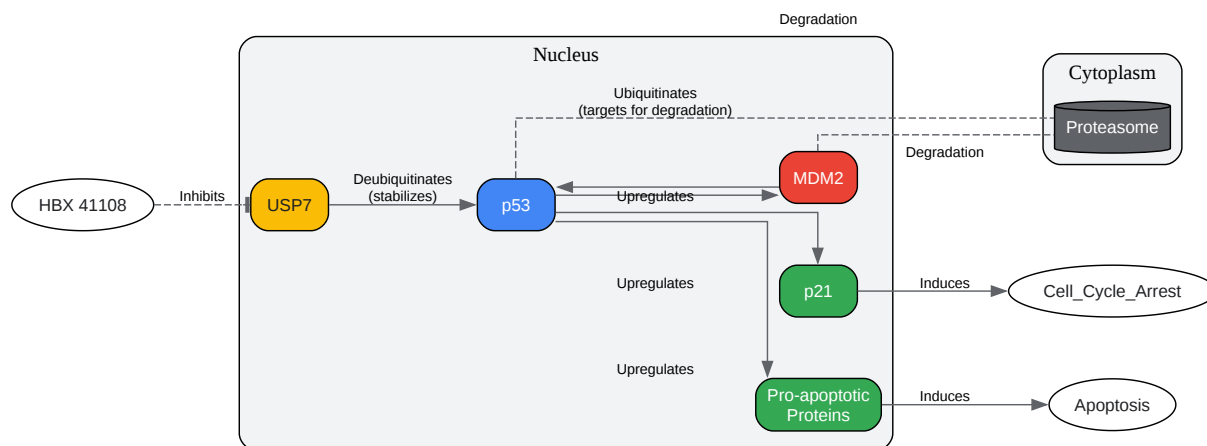 Degradation
Nucleus
Cytoplasm
Ubiquitinates
(targets for degradation)
Proteasome
Degradation
MDM2
Deubiquitinates
(stabilizes)
Inhibits
Upregulates
HBX 41108
USP7
p53
Upregulates
p21
Induces
Cell_Cycle_Arrest
Upregulates
Pro-apoptotic
Proteins
Induces
Apoptosis